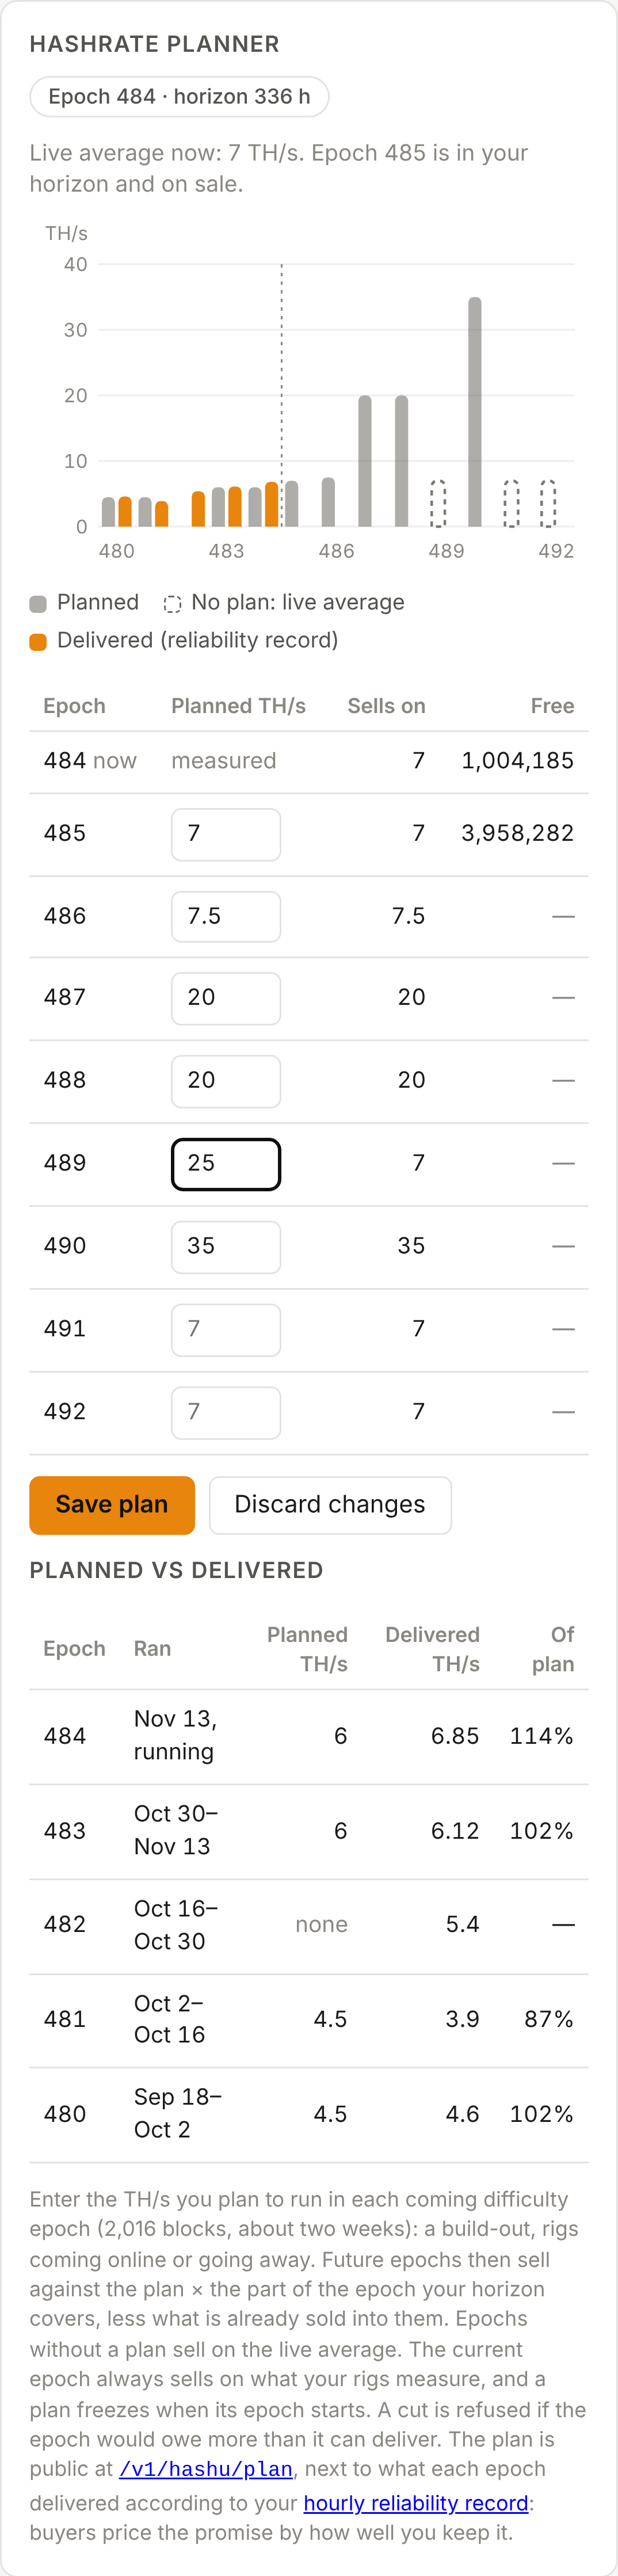 HASHRATE PLANNER
Epoch 484 · horizon 336 h
Live average now: 7 TH/s. Epoch 485 is in your
horizon and on sale.
TH/s
40
30
20
10
0
480 483 486 489 492
Planned No plan: live average
Delivered (reliability record)
Epoch Planned TH/s Sells on Free
484 now measured 7 1,004,185
485 7 7 3,958,282
486 7.5 7.5 —
487 20 20 —
488 20 20 —
489 25 7 —
490 35 35 —
491 7 7 —
492 7 7 —
Save plan Discard changes
PLANNED VS DELIVERED
Epoch Ran Planned TH/s Delivered TH/s Of plan
484 Nov 13, running 6 6.85 114%
483 Oct 30– Nov 13 6 6.12 102%
482 Oct 16– Oct 30 none 5.4 —
481 Oct 2– Oct 16 4.5 3.9 87%
480 Sep 18– Oct 2 4.5 4.6 102%
Enter the TH/s you plan to run in each coming difficulty
epoch (2,016 blocks, about two weeks): a build-out, rigs
coming online or going away. Future epochs then sell
against the plan × the part of the epoch your horizon
covers, less what is already sold into them. Epochs
without a plan sell on the live average. The current
epoch always sells on what your rigs measure, and a
plan freezes when its epoch starts. A cut is refused if the
epoch would owe more than it can deliver. The plan is
public at /v1/hashu/plan, next to what each epoch
delivered according to your hourly reliability record:
buyers price the promise by how well you keep it.